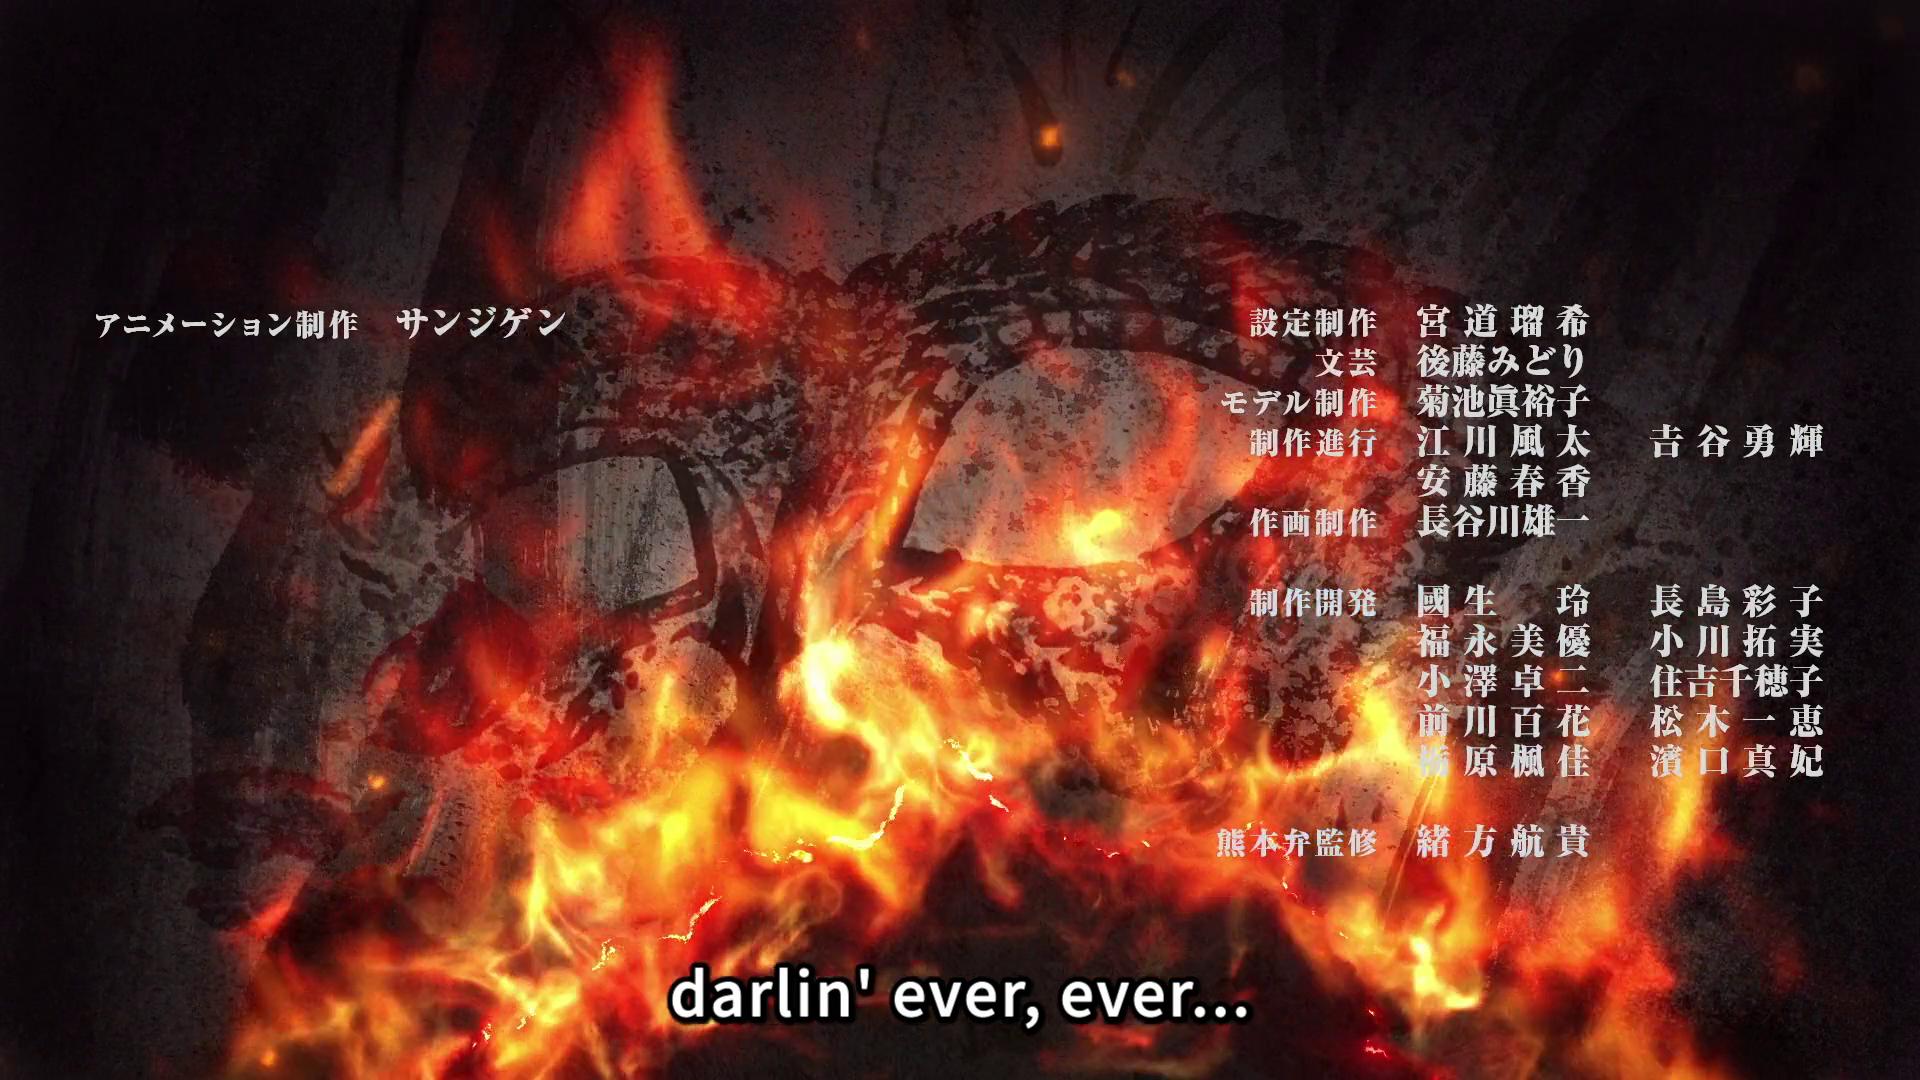 アニメーション制作 サンジゲン
設定制作 宮道瑠希
文芸 後藤みどり
モデル制作 菊池眞裕子
制作進行 江川風太 吉谷勇輝
安藤春香
作画制作 長谷川雄一
制作開発 國生玲 長島彩子
福永美優 小川拓実
小澤卓二 住吉千穂子
前川百花 松木一恵
栃原楓佳 濱口真妃
熊本弁監修 緒方航貴
darlin' ever, ever...